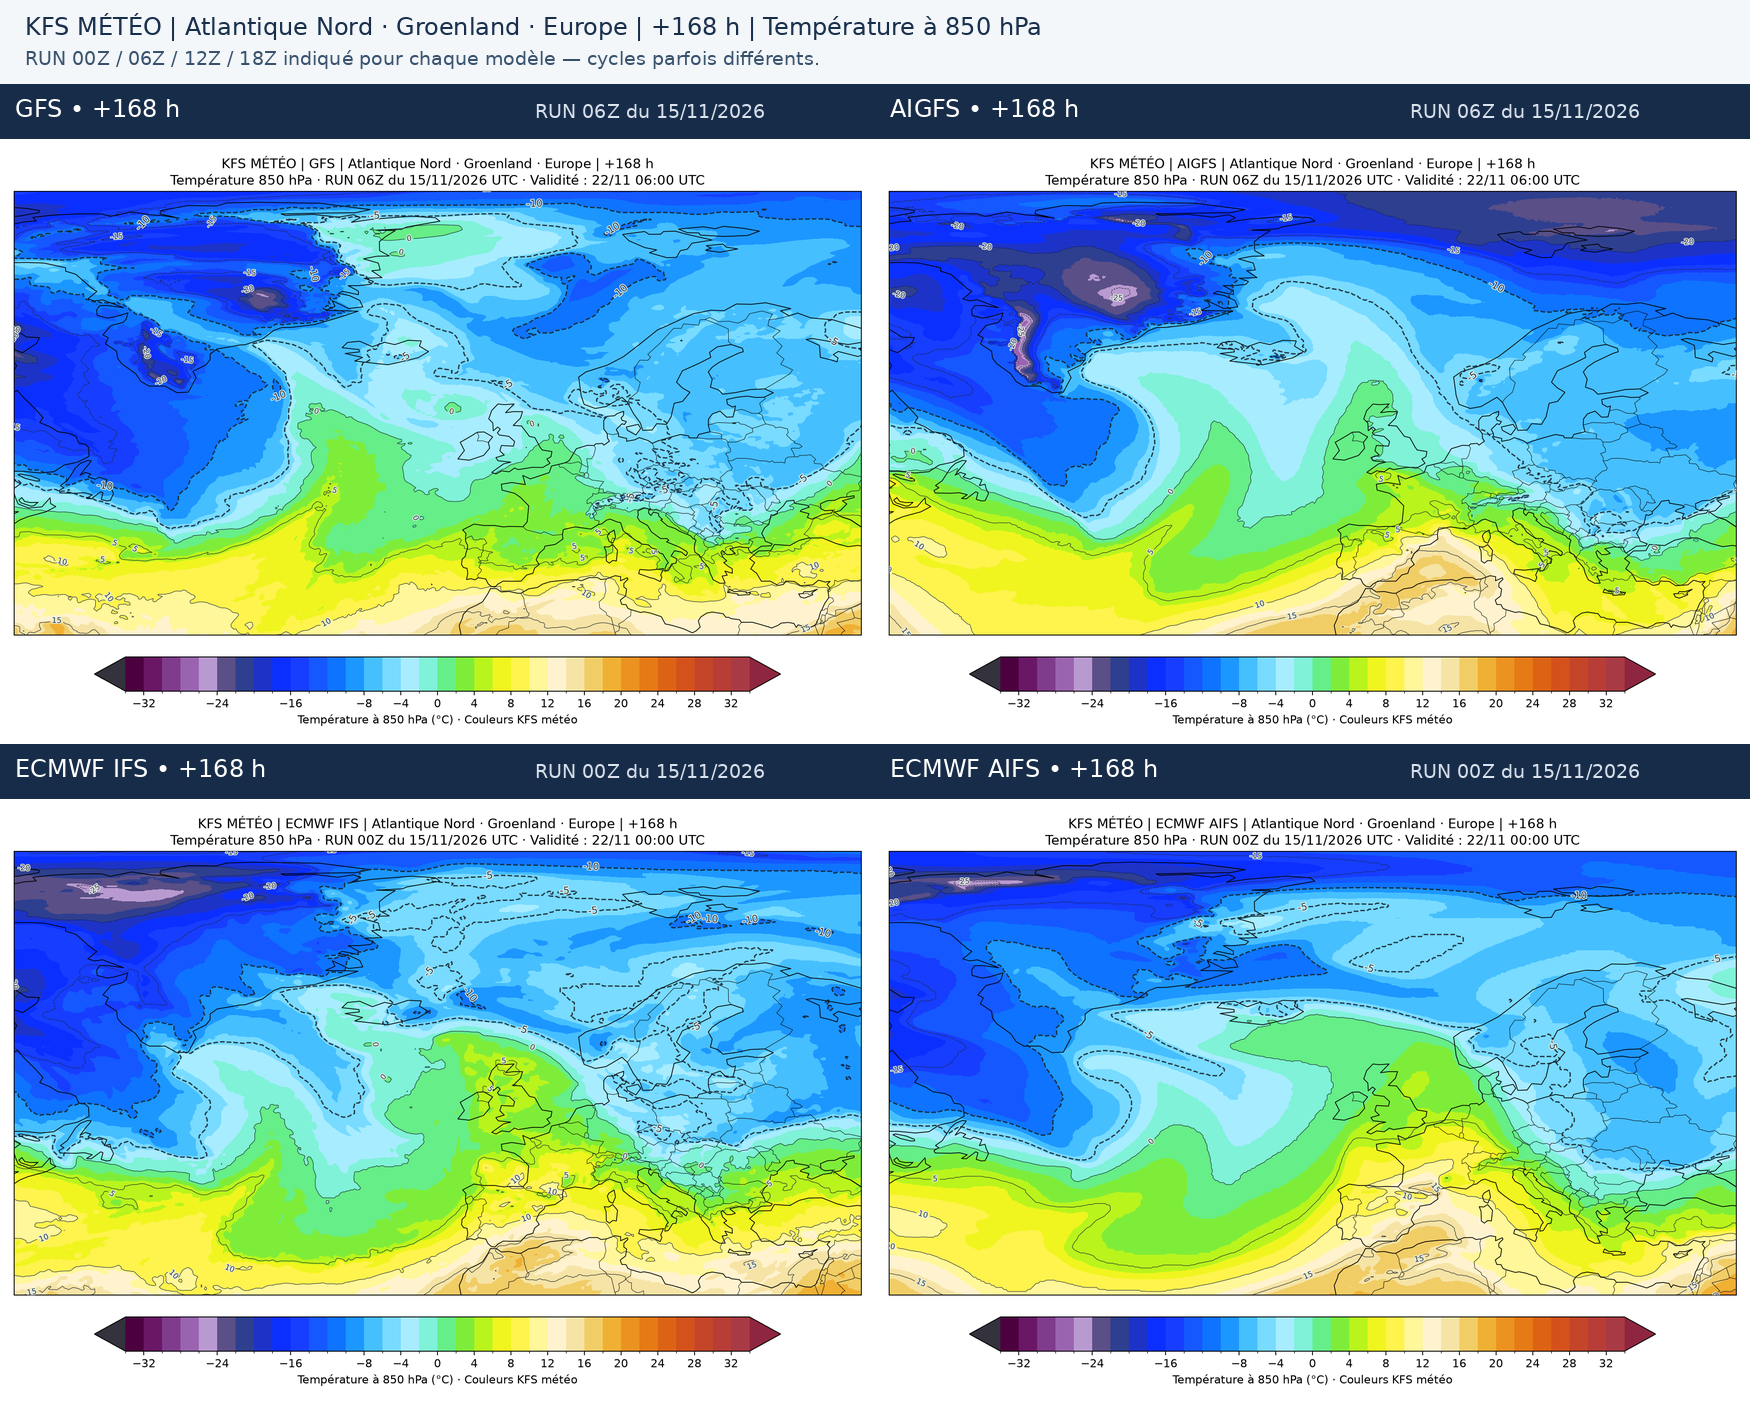 KFS MÉTÉO | Atlantique Nord · Groenland · Europe | +168 h | Température à 850 hPa
RUN 00Z / 06Z / 12Z / 18Z indiqué pour chaque modèle — cycles parfois différents.
GFS • +168 h
RUN 06Z du 15/11/2026
AIGFS • +168 h
RUN 06Z du 15/11/2026
KFS MÉTÉO | GFS | Atlantique Nord · Groenland · Europe | +168 h
Température 850 hPa · RUN 06Z du 15/11/2026 UTC · Validité : 22/11 06:00 UTC
KFS MÉTÉO | AIGFS | Atlantique Nord · Groenland · Europe | +168 h
Température 850 hPa · RUN 06Z du 15/11/2026 UTC · Validité : 22/11 06:00 UTC
−32 −24 −16 −8 −4 0 4 8 12 16 20 24 28 32
Température à 850 hPa (°C) · Couleurs KFS météo
−32 −24 −16 −8 −4 0 4 8 12 16 20 24 28 32
Température à 850 hPa (°C) · Couleurs KFS météo
ECMWF IFS • +168 h
RUN 00Z du 15/11/2026
ECMWF AIFS • +168 h
RUN 00Z du 15/11/2026
KFS MÉTÉO | ECMWF IFS | Atlantique Nord · Groenland · Europe | +168 h
Température 850 hPa · RUN 00Z du 15/11/2026 UTC · Validité : 22/11 00:00 UTC
KFS MÉTÉO | ECMWF AIFS | Atlantique Nord · Groenland · Europe | +168 h
Température 850 hPa · RUN 00Z du 15/11/2026 UTC · Validité : 22/11 00:00 UTC
−32 −24 −16 −8 −4 0 4 8 12 16 20 24 28 32
Température à 850 hPa (°C) · Couleurs KFS météo
−32 −24 −16 −8 −4 0 4 8 12 16 20 24 28 32
Température à 850 hPa (°C) · Couleurs KFS météo